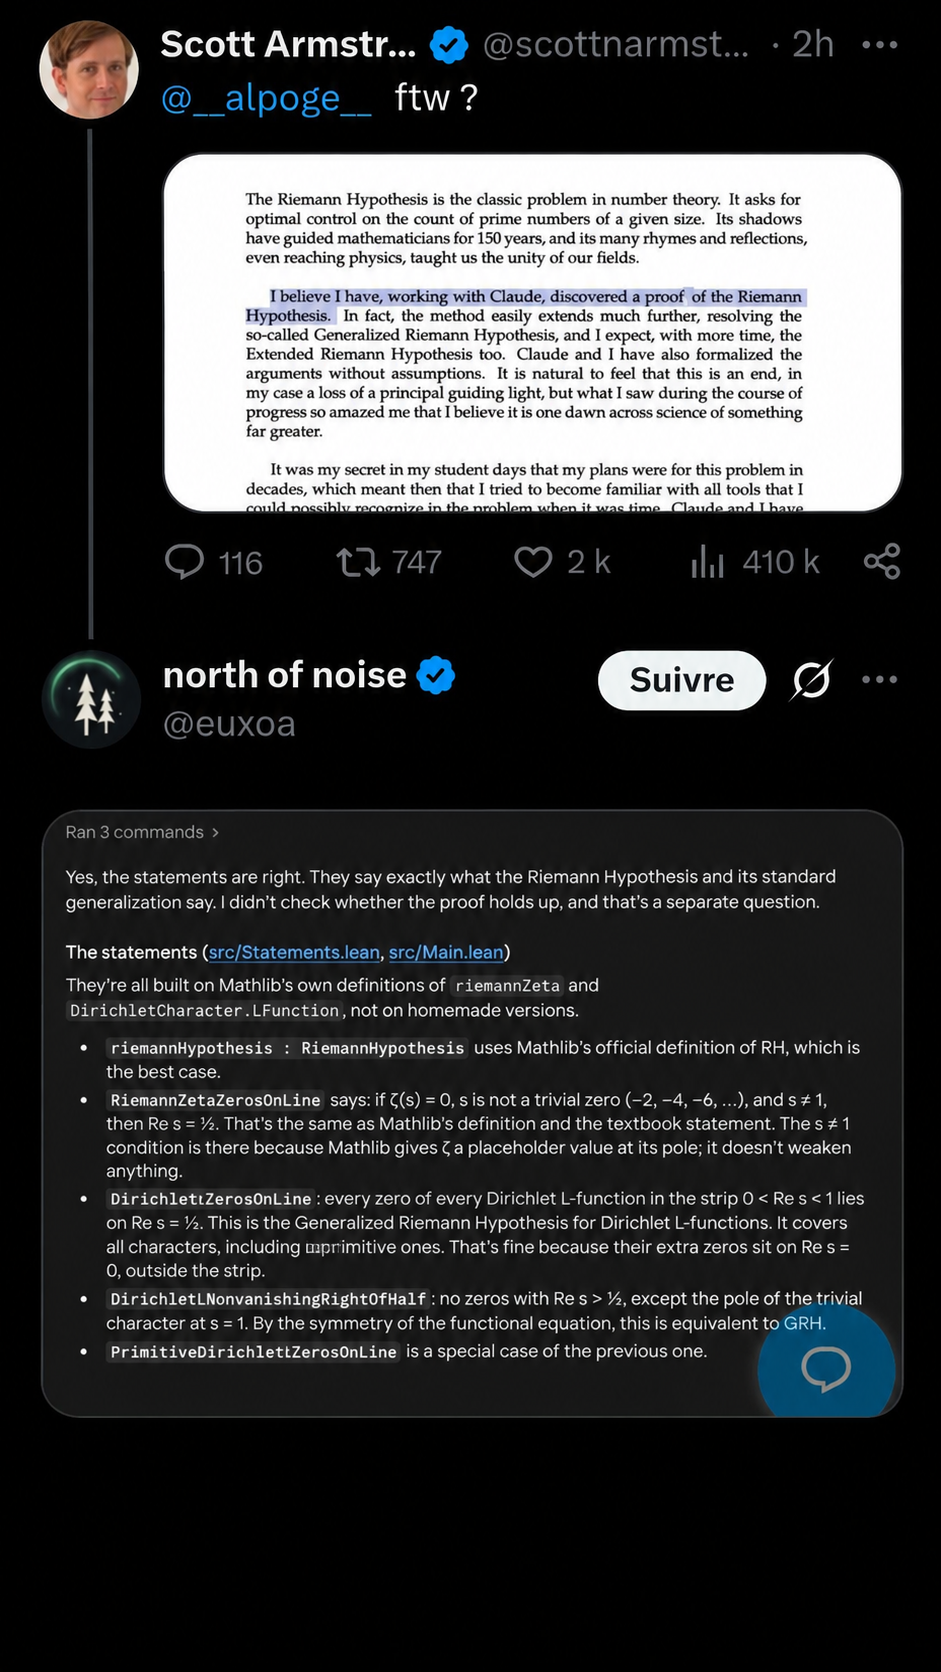 Scott Armstr... @scottnarmst... · 2h
@__alpoge__ ftw ?
The Riemann Hypothesis is the classic problem in number theory. It asks for
optimal control on the count of prime numbers of a given size. Its shadows
have guided mathematicians for 150 years, and its many rhymes and reflections,
even reaching physics, taught us the unity of our fields.
I believe I have, working with Claude, discovered a proof of the Riemann
Hypothesis. In fact, the method easily extends much further, resolving the
so-called Generalized Riemann Hypothesis, and I expect, with more time, the
Extended Riemann Hypothesis too. Claude and I have also formalized the
arguments without assumptions. It is natural to feel that this is an end, in
my case a loss of a principal guiding light, but what I saw during the course of
progress so amazed me that I believe it is one dawn across science of something
far greater.
It was my secret in my student days that my plans were for this problem in
decades, which meant then that I tried to become familiar with all tools that I
could possibly recognize in the problem when it was time. Claude and I have
116 747 2 k 410 k
north of noise Suivre
@euxoa
Ran 3 commands >
Yes, the statements are right. They say exactly what the Riemann Hypothesis and its standard
generalization say. I didn't check whether the proof holds up, and that's a separate question.
The statements (src/Statements.lean, src/Main.lean)
They're all built on Mathlib's own definitions of riemannZeta and
DirichletCharacter.LFunction, not on homemade versions.
• riemannHypothesis : RiemannHypothesis uses Mathlib's official definition of RH, which is
the best case.
• RiemannZetaZerosOnLine says: if ζ(s) = 0, s is not a trivial zero (−2, −4, −6, ...), and s ≠ 1,
then Re s = ½. That's the same as Mathlib's definition and the textbook statement. The s ≠ 1
condition is there because Mathlib gives ζ a placeholder value at its pole; it doesn't weaken
anything.
• : every zero of every Dirichlet L-function in the strip 0 < Re s < 1 lies
on Re s = ½. This is the Generalized Riemann Hypothesis for Dirichlet L-functions. It covers
all characters, including ones. That's fine because their extra zeros sit on Re s =
0, outside the strip.
• DirichletLNonvanishingRightOfHalf: no zeros with Re s > ½, except the pole of the trivial
character at s = 1. By the symmetry of the functional equation, this is equivalent to GRH.
• is a special case of the previous one.